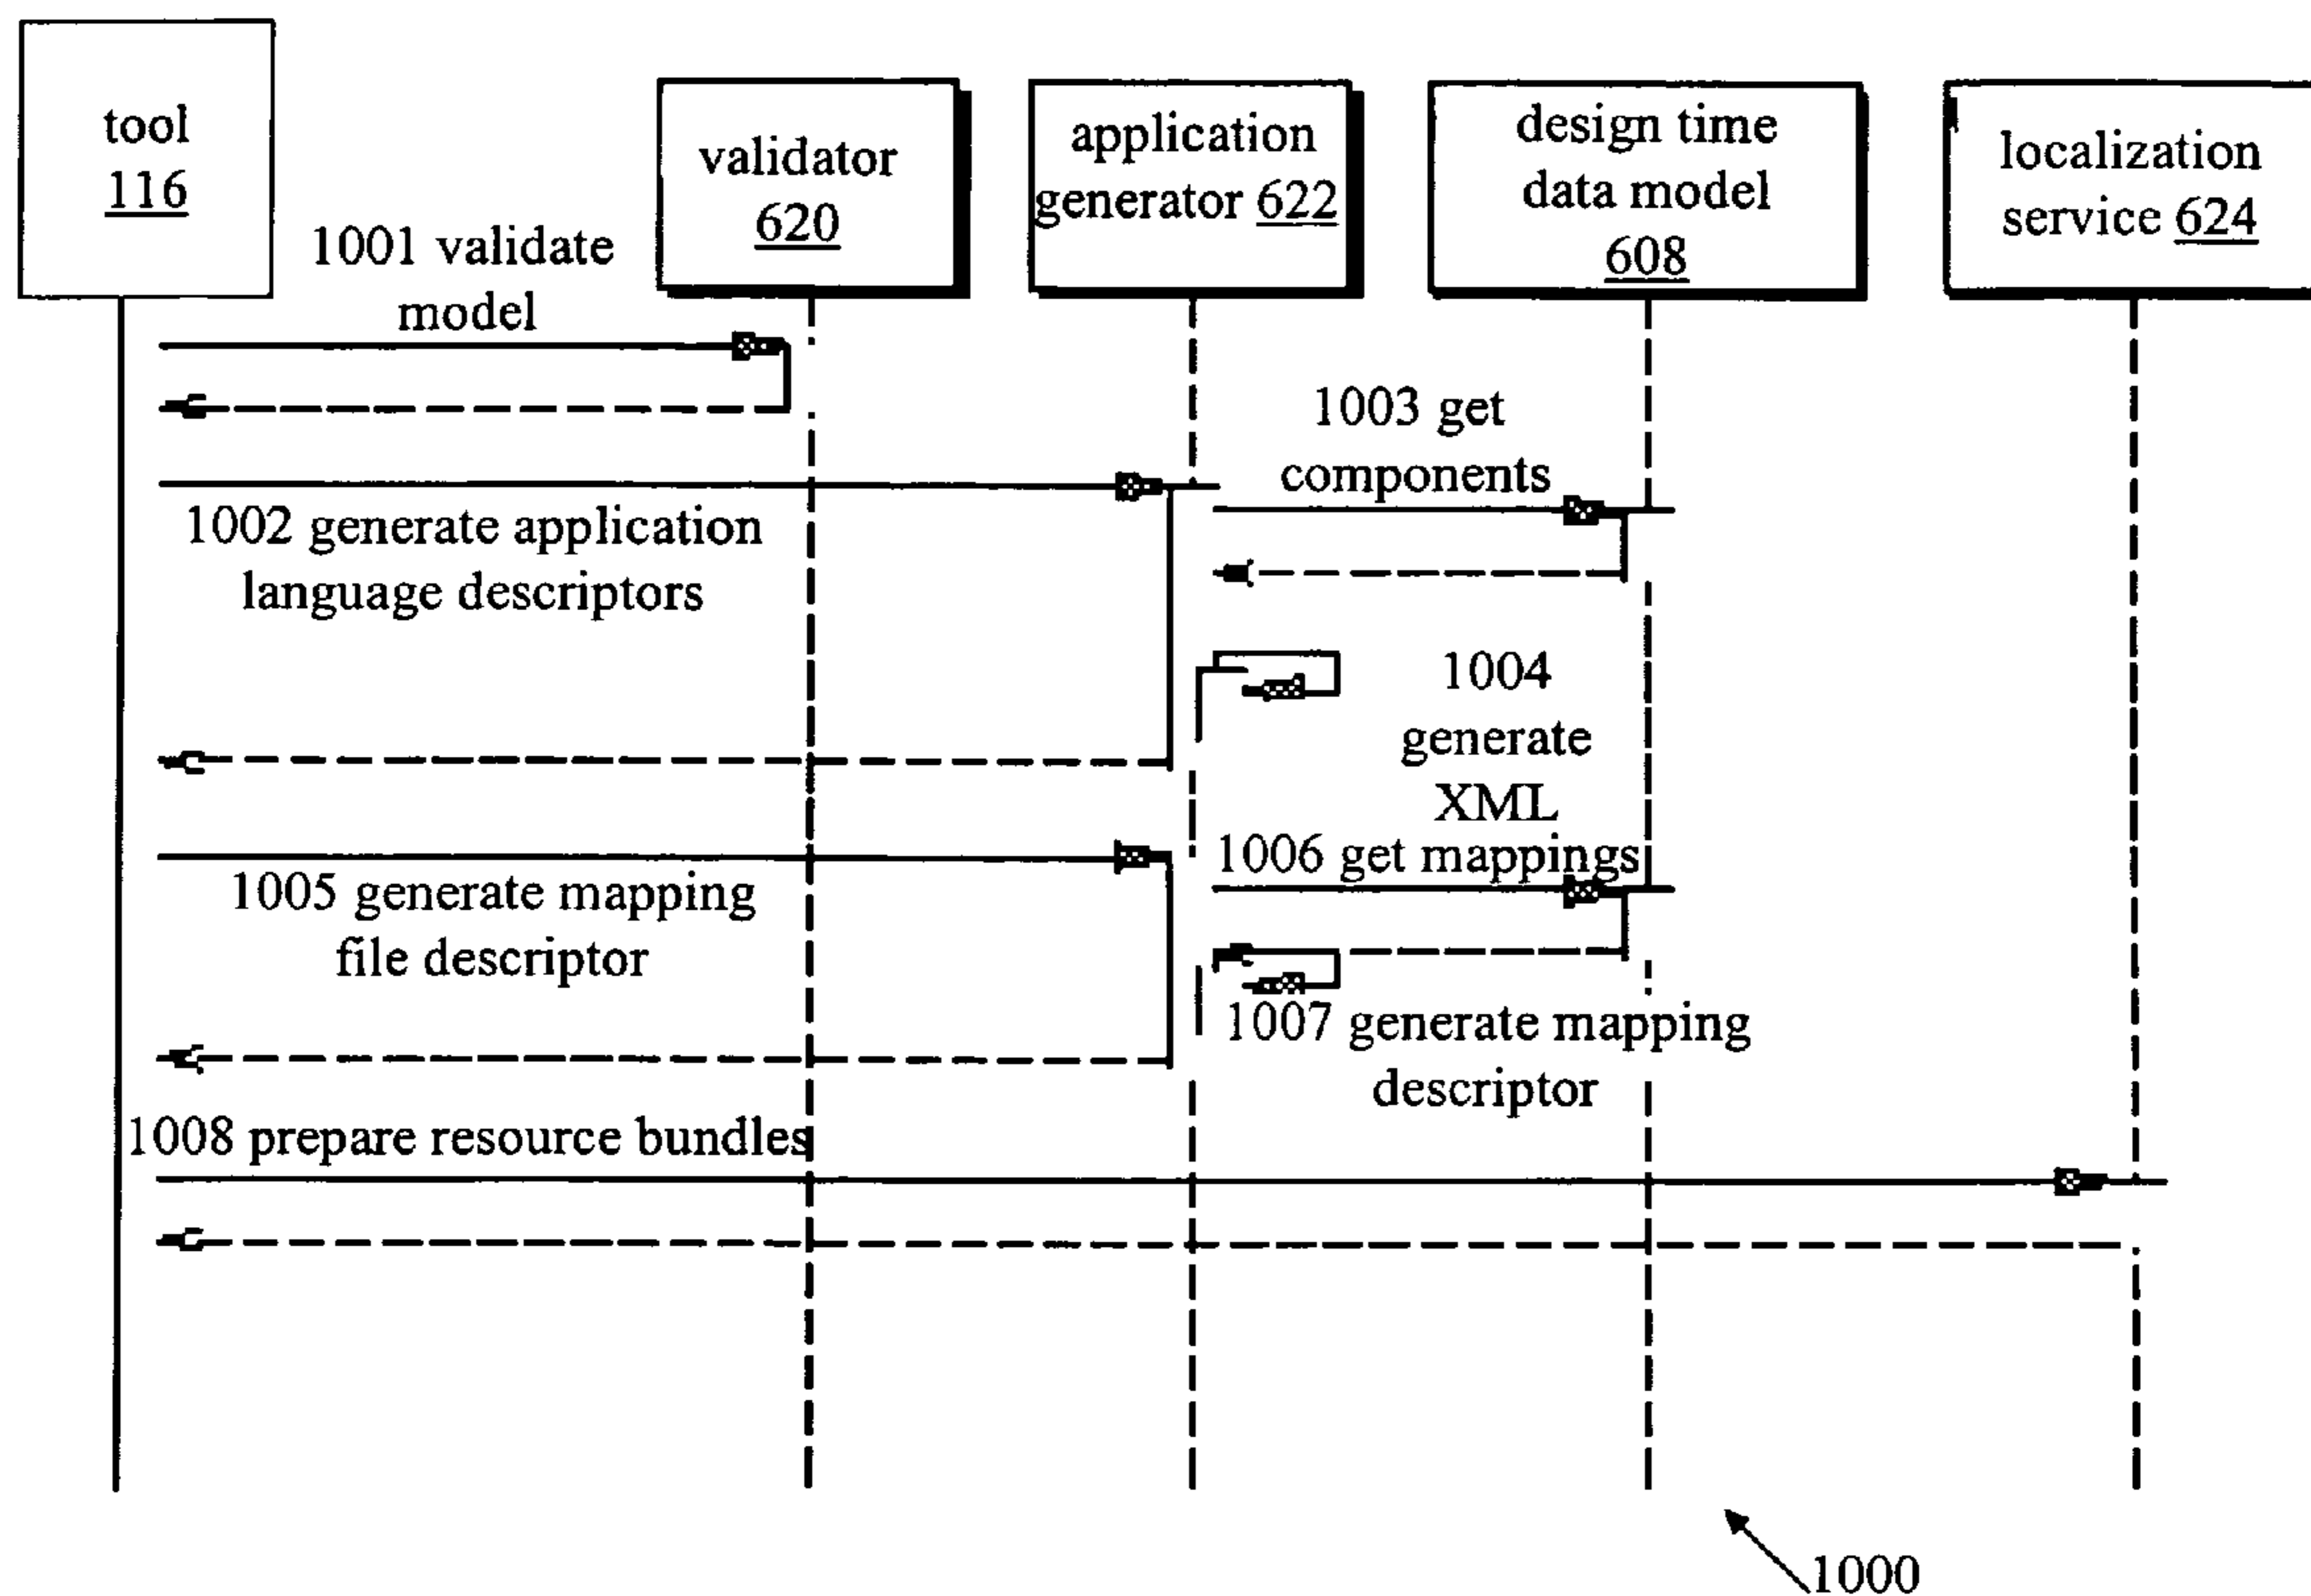 tool
116
validator
620
application
generator 622
design time
data model
608
localization
service 624
1001 validate
model
1002 generate application
language descriptors
1003 get
components
1004
generate
XML
1005 generate mapping
file descriptor
1006 get mappings
1007 generate mapping
descriptor
1008 prepare resource bundles
1000